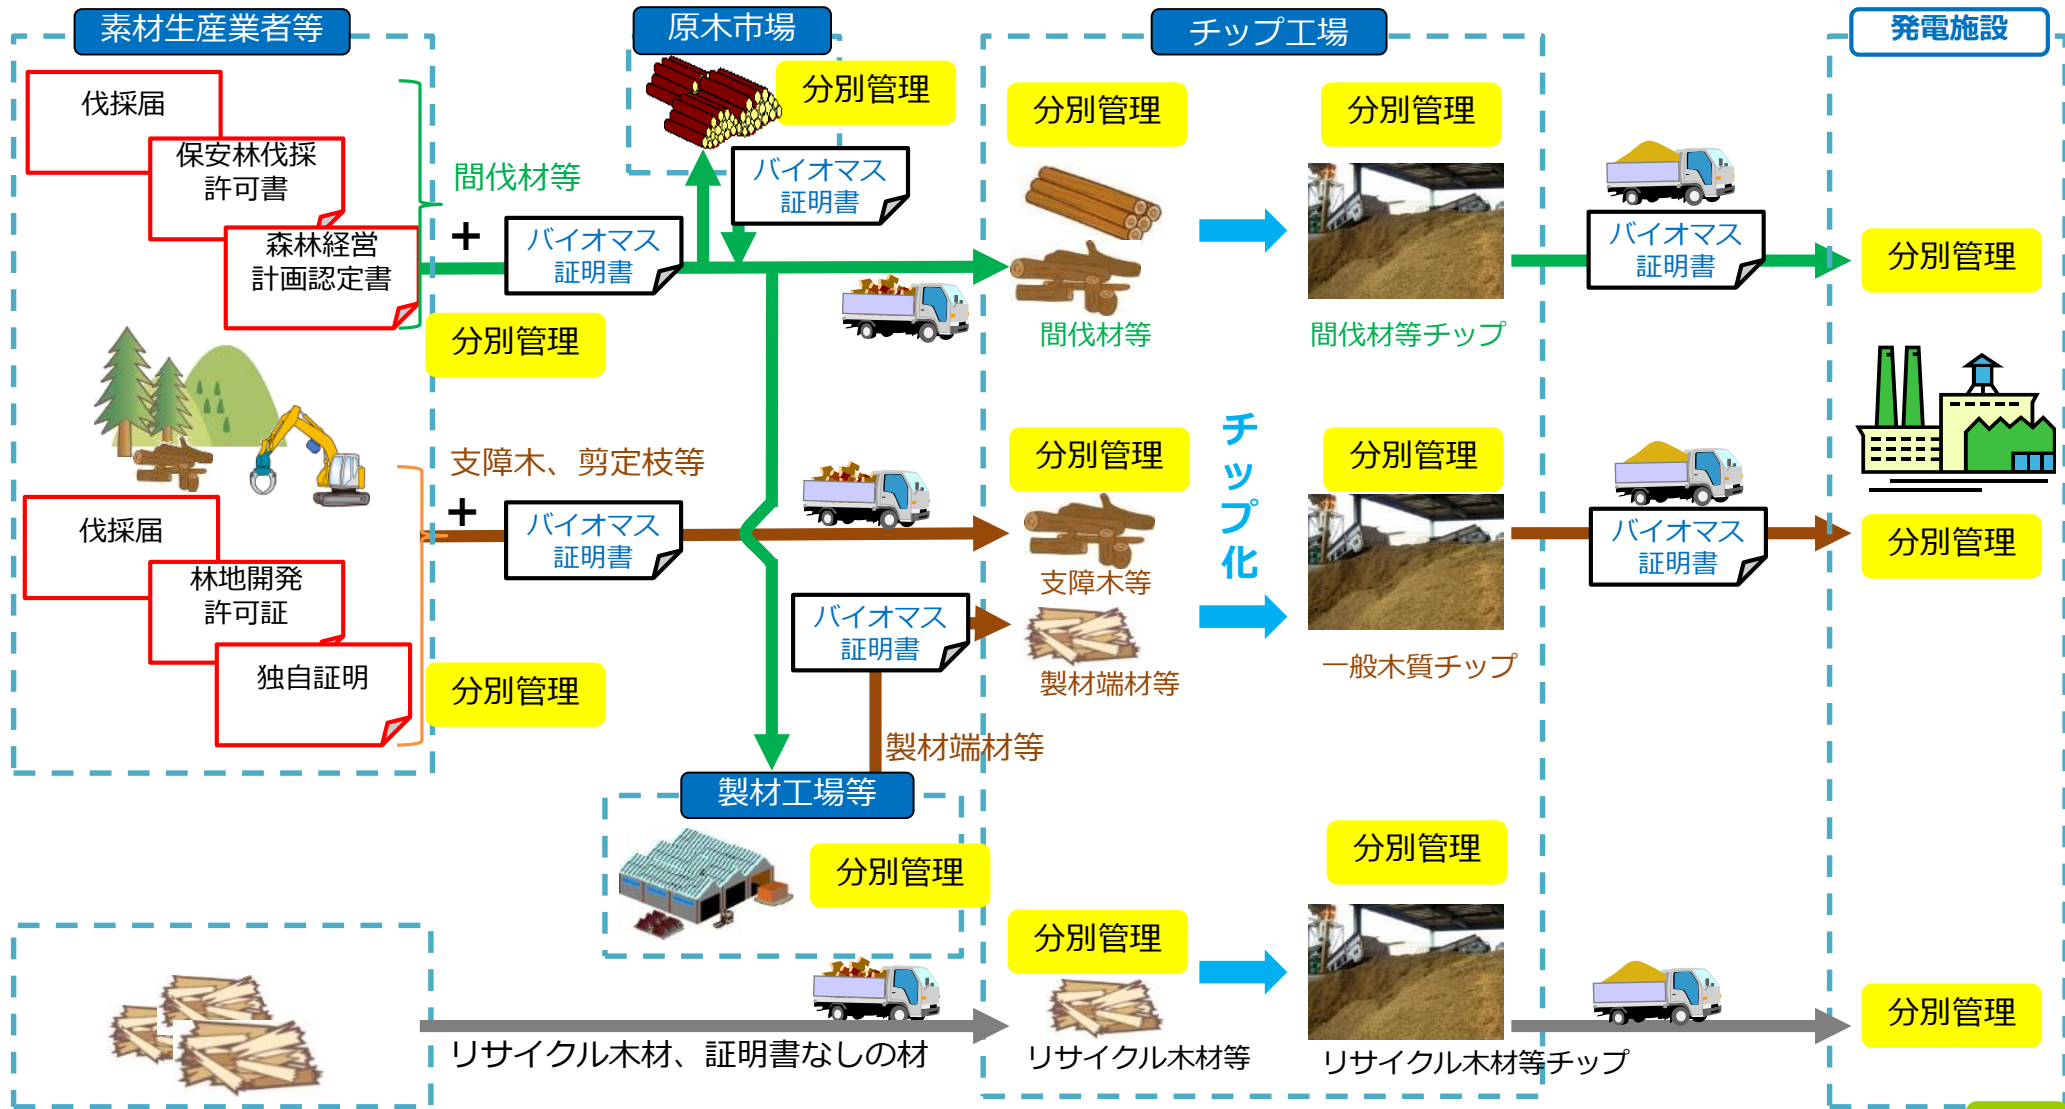 素材生産業者等
原木市場
チップ工場
発電施設
伐採届
保安林伐採
許可書
森林経営
計画認定書
間伐材等
+
バイオマス
証明書
分別管理
分別管理
バイオマス
証明書
分別管理
間伐材等
分別管理
間伐材等チップ
バイオマス
証明書
分別管理
伐採届
林地開発
許可証
独自証明
支障木、剪定枝等
+
バイオマス
証明書
分別管理
バイオマス
証明書
製材端材等
製材工場等
分別管理
分別管理
支障木等
製材端材等
チップ化
分別管理
一般木質チップ
バイオマス
証明書
分別管理
リサイクル木材、証明書なしの材
分別管理
リサイクル木材等
分別管理
リサイクル木材等チップ
分別管理